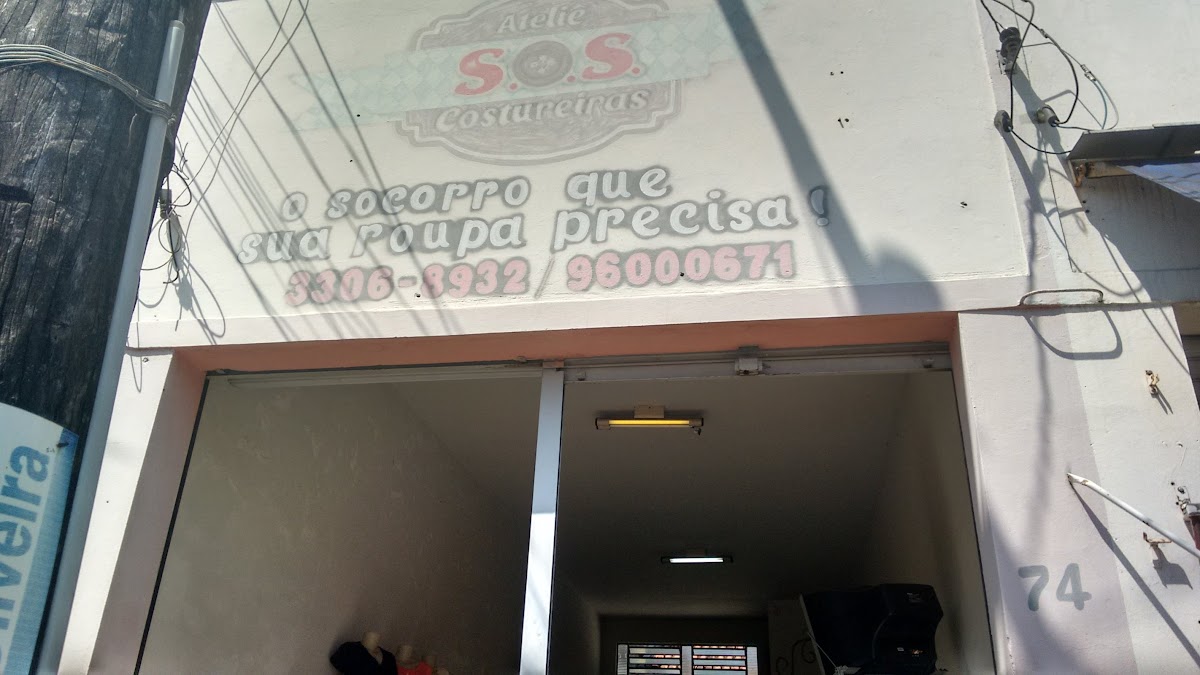 Ateliê
S.O.S.
Costureiras
o socorro que
sua roupa precisa!
3306-8932 / 96000671
74